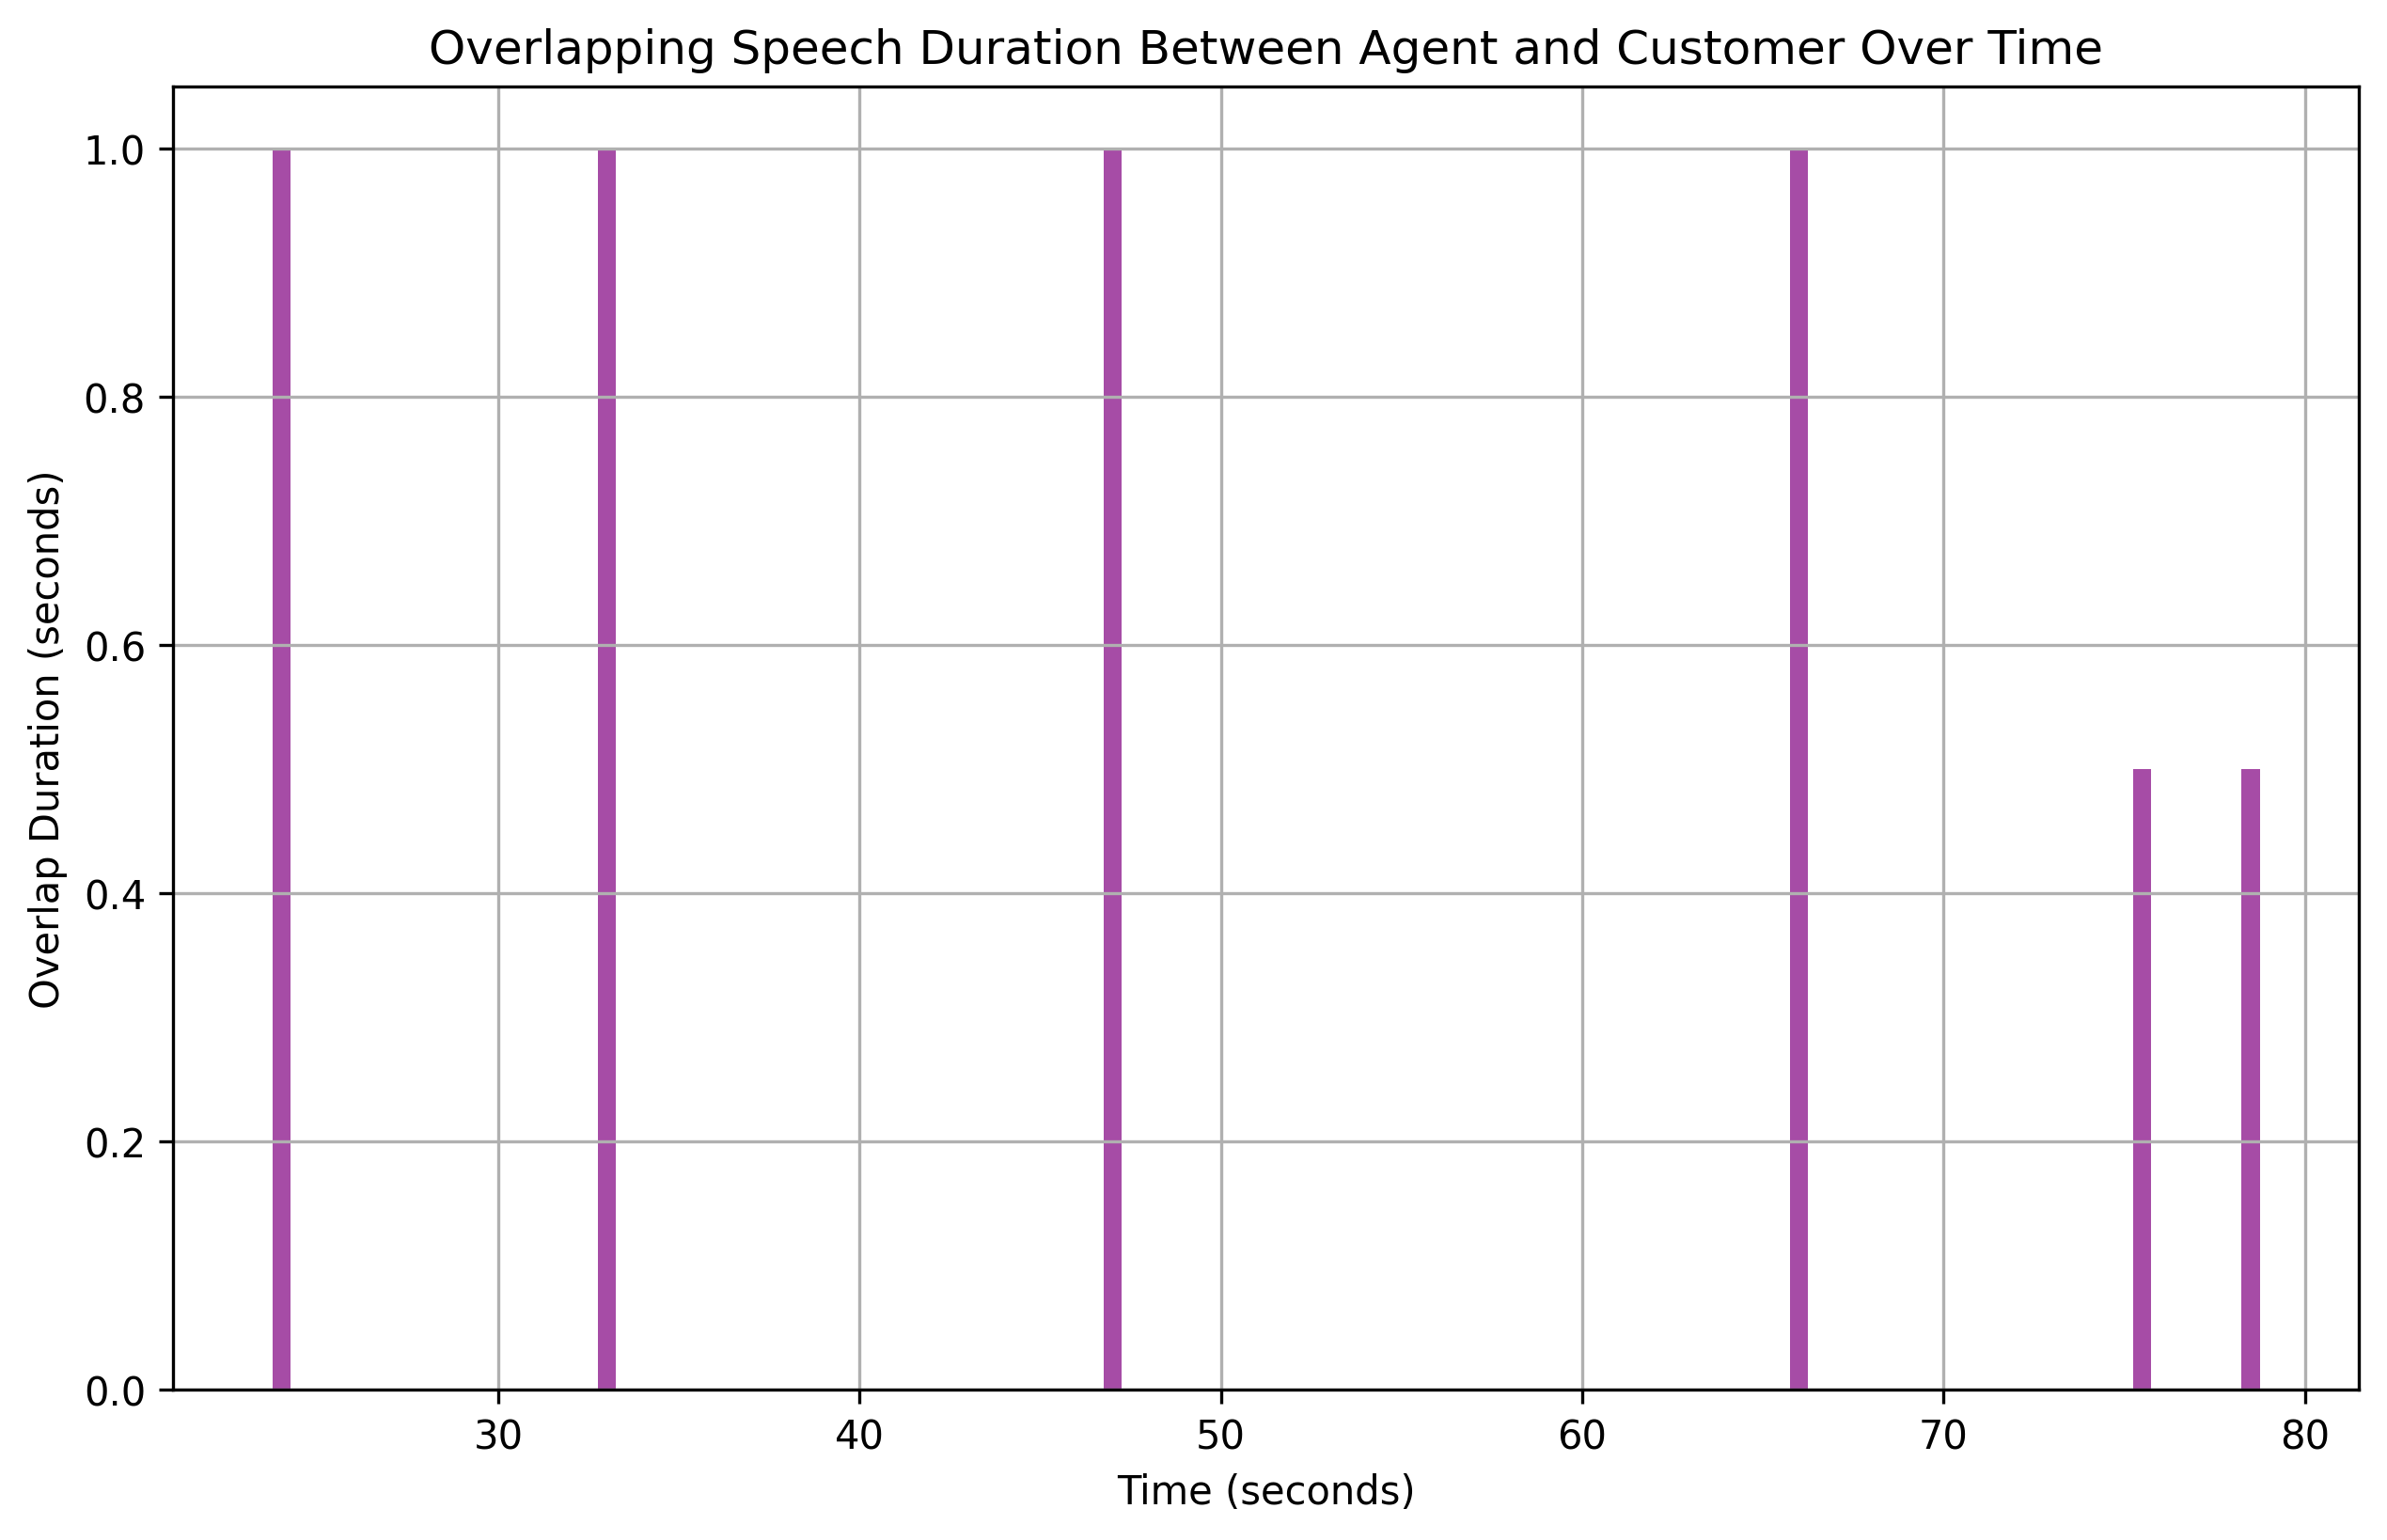 Overlapping Speech Duration Between Agent and Customer Over Time
Overlap Duration (seconds)
1.0
0.8
0.6
0.4
0.2
0.0
30 40 50 60 70 80
Time (seconds)